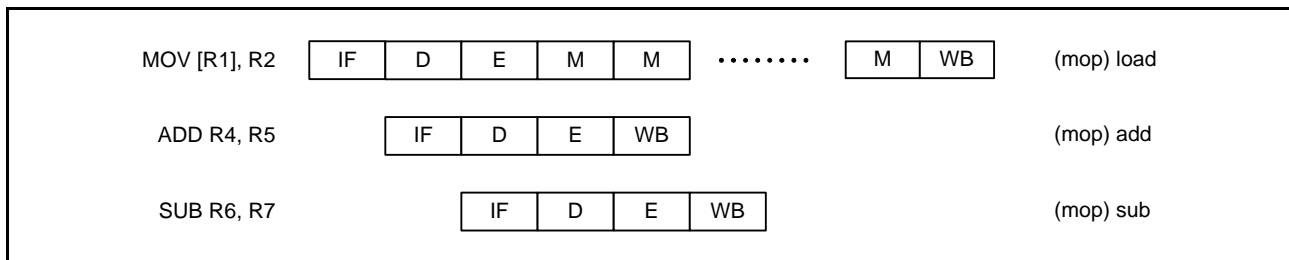 MOV [R1], R2 IF D E M M ........ M WB (mop) load
ADD R4, R5 IF D E WB (mop) add
SUB R6, R7 IF D E WB (mop) sub